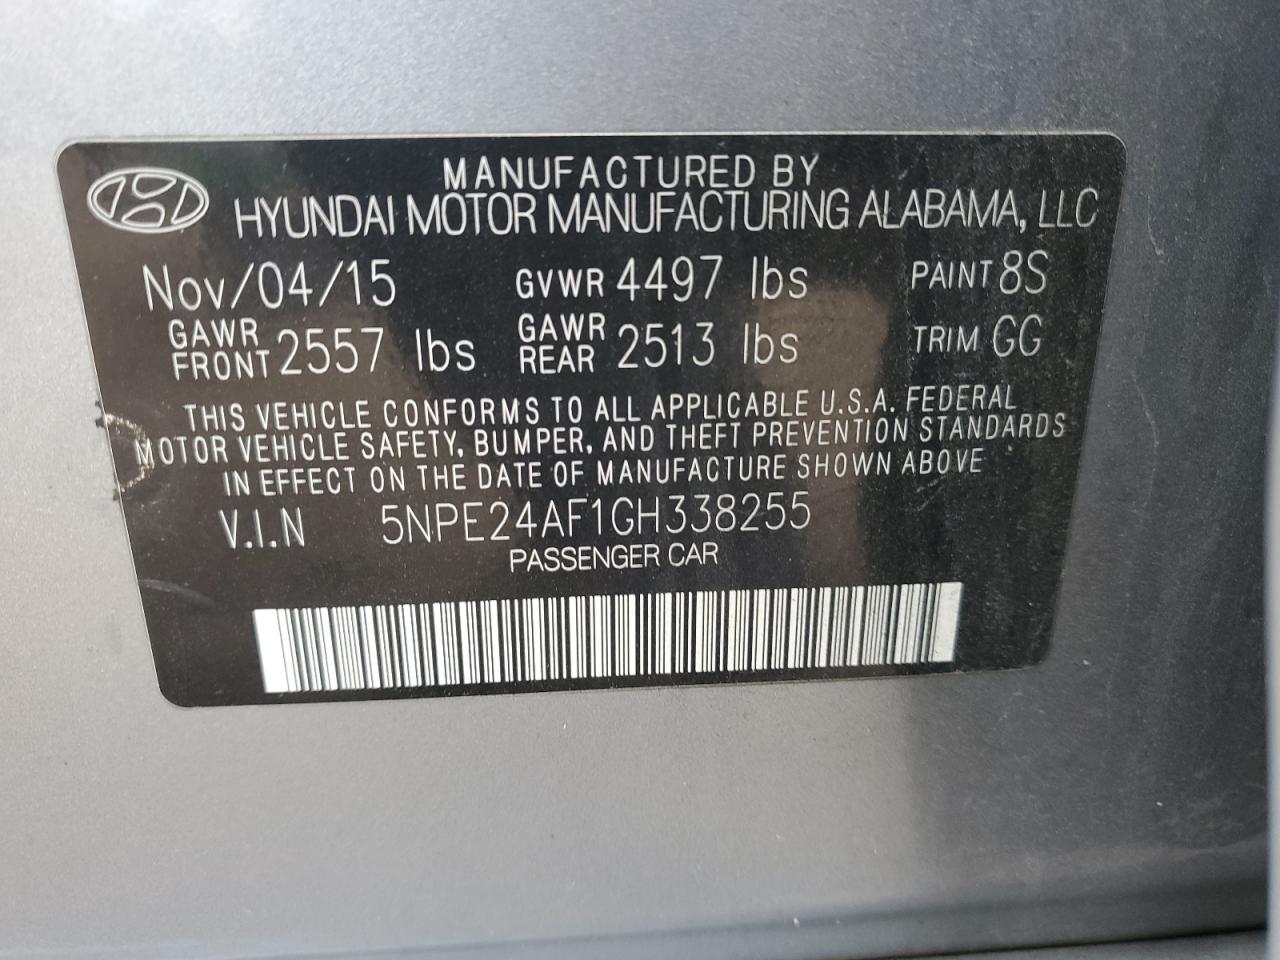 MANUFACTURED BY
HYUNDAI MOTOR MANUFACTURING ALABAMA, LLC
Nov/04/15 GVWR 4497 lbs PAINT 8S
GAWR FRONT 2557 lbs GAWR REAR 2513 lbs TRIM GG
THIS VEHICLE CONFORMS TO ALL APPLICABLE U.S.A. FEDERAL
MOTOR VEHICLE SAFETY, BUMPER, AND THEFT PREVENTION STANDARDS
IN EFFECT ON THE DATE OF MANUFACTURE SHOWN ABOVE
V.I.N 5NPE24AF1GH338255
PASSENGER CAR